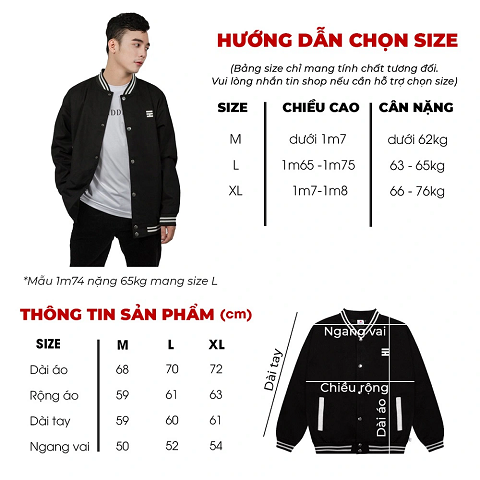 HƯỚNG DẪN CHỌN SIZE
(Bảng size chỉ mang tính chất tương đối.
Vui lòng nhắn tin shop nếu cần hỗ trợ chọn size)
SIZE CHIỀU CAO CÂN NẶNG
M dưới 1m7 dưới 62kg
L 1m65 -1m75 63 - 65kg
XL 1m7-1m8 66 - 76kg
*Mẫu 1m74 nặng 65kg mang size L
THÔNG TIN SẢN PHẨM (cm)
SIZE M L XL
Dài áo 68 70 72
Rộng áo 59 61 63
Dài tay 59 60 61
Ngang vai 50 52 54
Ngang vai
Dài tay
Chiều rộng
Dài áo